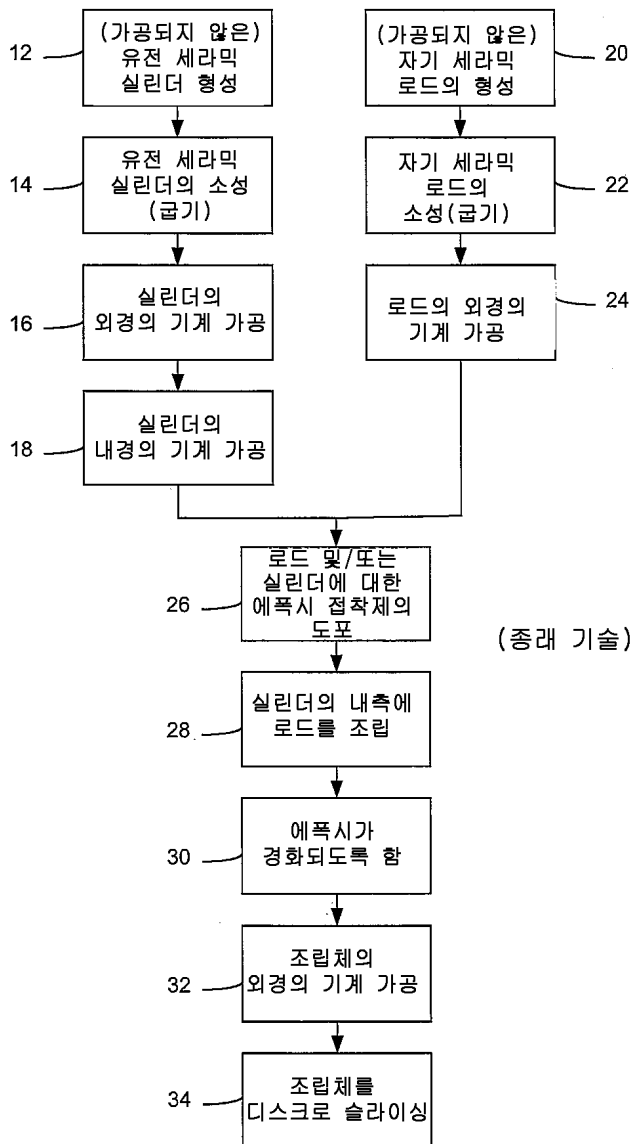 12
(가공되지 않은)
유전 세라믹
실린더 형성
(가공되지 않은)
자기 세라믹
로드의 형성
20
14
유전 세라믹
실린더의 소성
(굽기)
자기 세라믹
로드의
소성(굽기)
22
16
실린더의
외경의 기계 가공
로드의 외경의
기계 가공
24
18
실린더의
내경의 기계 가공
26
로드 및/또는
실린더에 대한
에폭시 접착제의
도포
(종래 기술)
28
실린더의 내측에
로드를 조립
30
에폭시가
경화되도록 함
32
조립체의
외경의 기계 가공
34
조립체를
디스크로 슬라이싱